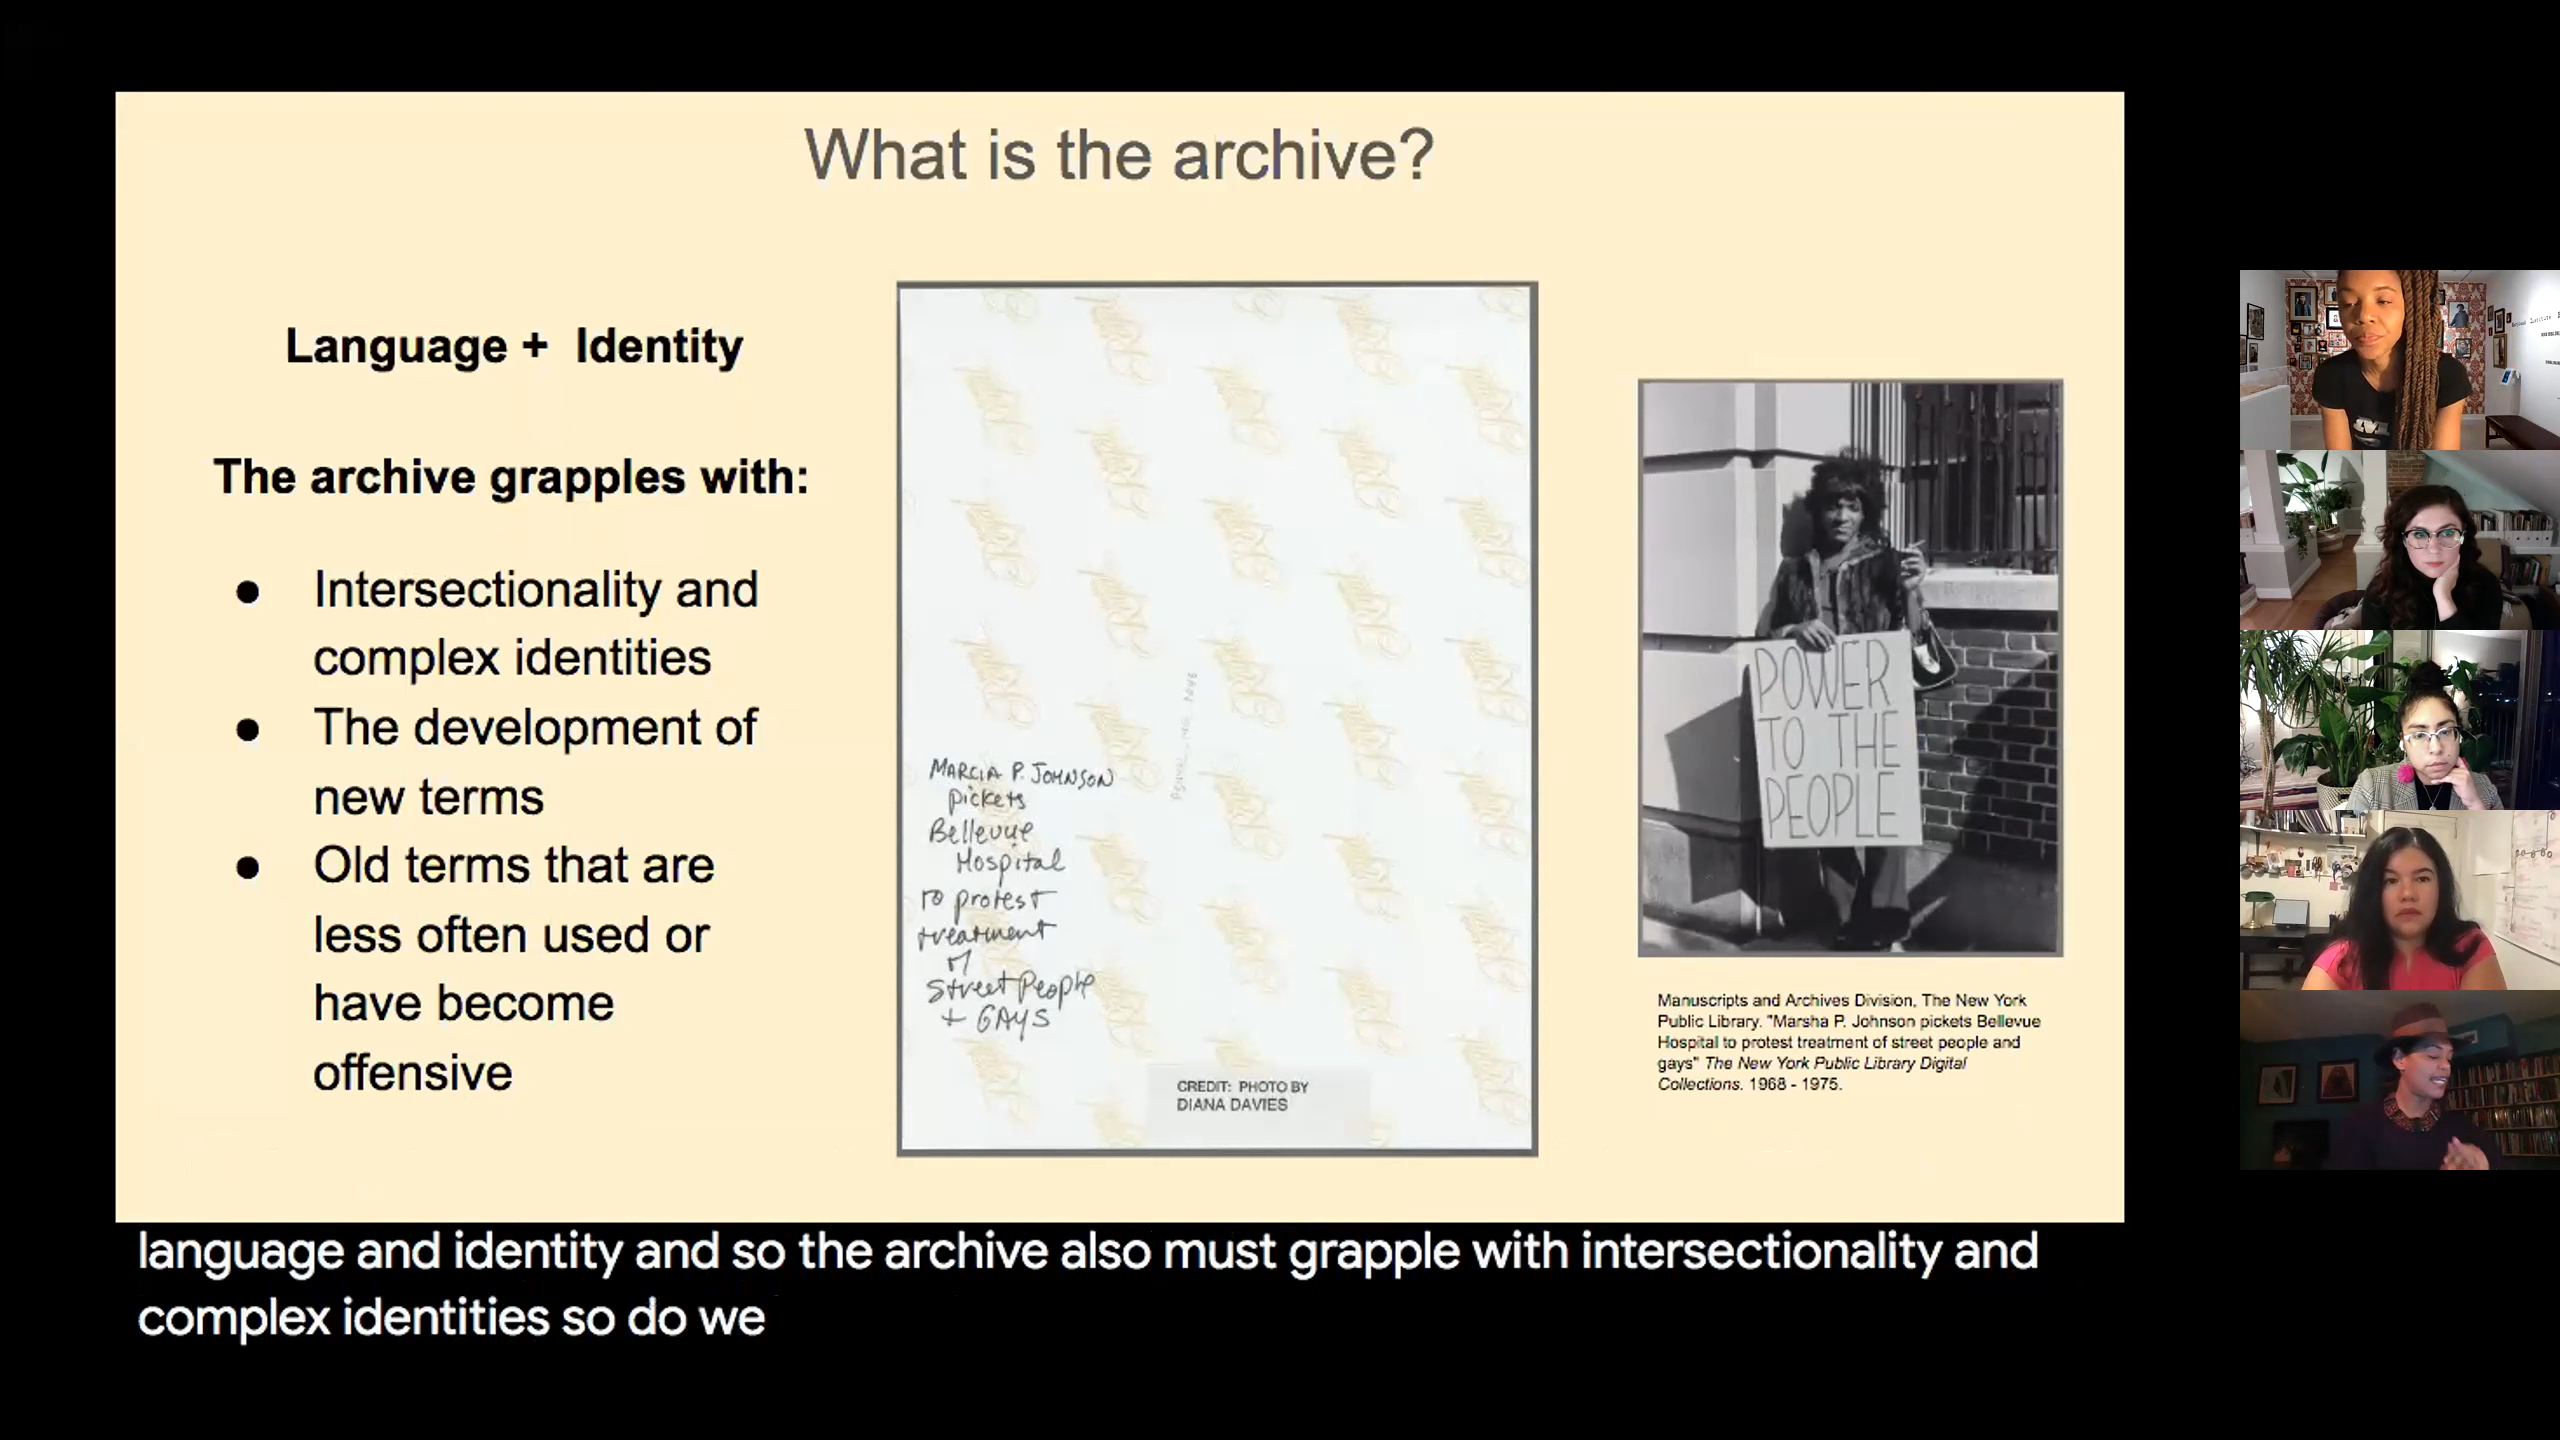 What is the archive?
Language +  Identity
The archive grapples with:
● Intersectionality and
complex identities
● The development of
new terms
● Old terms that are
less often used or
have become
offensive
MARCIA P. JOHNSON
pickets
Bellevue
Hospital
to protest
treatment
of
Street People
+ GAYS
CREDIT: PHOTO BY
DIANA DAVIES
POWER
TO THE
PEOPLE
Manuscripts and Archives Division, The New York
Public Library. "Marsha P. Johnson pickets Bellevue
Hospital to protest treatment of street people and
gays" The New York Public Library Digital
Collections. 1968 - 1975.
language and identity and so the archive also must grapple with intersectionality and
complex identities so do we